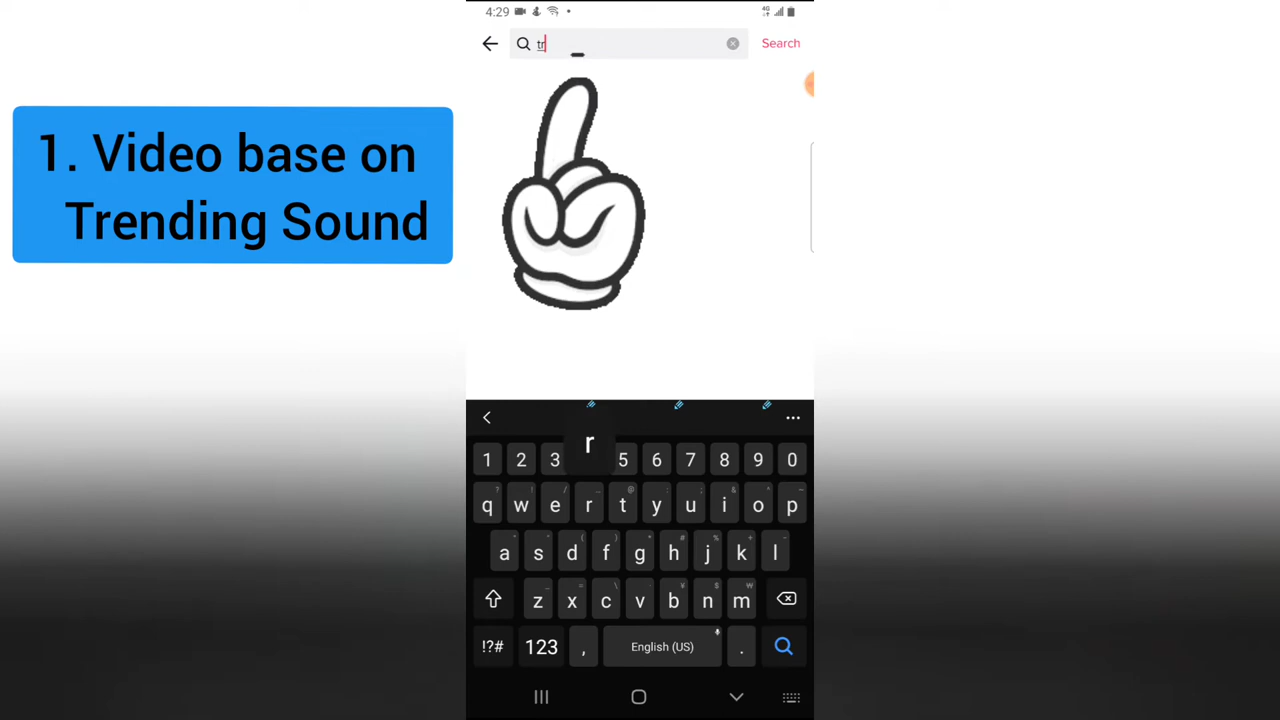 4:29
4G
tr
Search
1. Video base on
Trending Sound
r
1 2 3 5 6 7 8 9 0
q w e r t y u i o p
a s d f g h j k l
z x c v b n m
!?# 123 , English (US) .